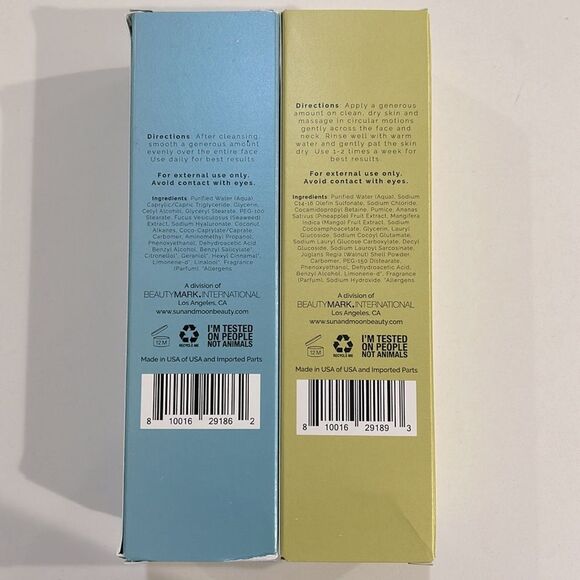 Directions: After cleansing,
smooth a generous amount
evenly over the entire face.
Use daily for best results.
For external use only.
Avoid contact with eyes.
Ingredients: Purified Water (Aqua),
Caprylic/Capric Triglyceride, Glycerin,
Cetyl Alcohol, Glyceryl Stearate, PEG-100
Stearate, Fucus Vesiculosus (Seaweed)
Extract, Sodium Hyaluronate, Coconut
Alkanes, Coco-Caprylate/Caprate,
Carbomer, Aminomethyl Propanol,
Phenoxyethanol, Dehydroacetic Acid,
Benzyl Alcohol, Benzyl Salicylate*,
Citronellol*, Geraniol*, Hexyl Cinnamal*,
Limonene-d*, Linalool*, Fragrance
(Parfum). *Allergens.
A division of
BEAUTYMARK.INTERNATIONAL
Los Angeles, CA
www.sunandmoonbeauty.com
12 M
RECYCLE ME
I'M TESTED
ON PEOPLE
NOT ANIMALS
Made in USA of USA and Imported Parts
8 10016 29186 2
Directions: Apply a generous
amount on clean, dry skin and
massage in circular motions
gently across the face and
neck. Rinse well with warm
water and gently pat the skin
dry. Use 1-2 times a week for
best results.
For external use only.
Avoid contact with eyes.
Ingredients: Purified Water (Aqua), Sodium
C14-16 Olefin Sulfonate, Sodium Chloride,
Cocamidopropyl Betaine, Pumice, Ananas
Sativus (Pineapple) Fruit Extract, Mangifera
Indica (Mango) Fruit Extract, Sodium
Cocoamphoacetate, Glycerin, Lauryl
Glucoside, Sodium Cocoyl Glutamate,
Sodium Lauryl Glucose Carboxylate, Decyl
Glucoside, Sodium Lauroyl Sarcosinate,
Juglans Regia (Walnut) Shell Powder,
Carbomer, PEG-150 Distearate,
Phenoxyethanol, Dehydroacetic Acid,
Benzyl Alcohol, Limonene-d*, Fragrance
(Parfum), Sodium Hydroxide. *Allergens.
A division of
BEAUTYMARK.INTERNATIONAL
Los Angeles, CA
www.sunandmoonbeauty.com
12 M
RECYCLE ME
I'M TESTED
ON PEOPLE
NOT ANIMALS
Made in USA of USA and Imported Parts
8 10016 29189 3